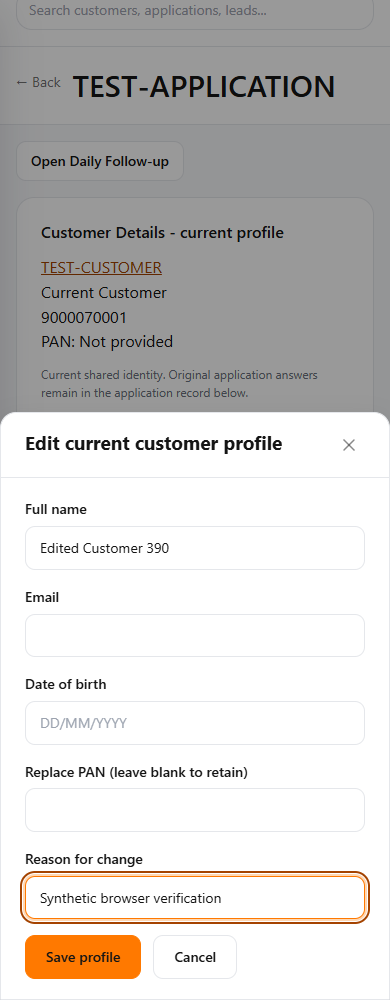 Search customers, applications, leads...
← Back TEST-APPLICATION
Open Daily Follow-up
Customer Details - current profile
TEST-CUSTOMER
Current Customer
9000070001
PAN: Not provided
Current shared identity. Original application answers
remain in the application record below.
Edit current customer profile
Full name
Edited Customer 390
Email
Date of birth
DD/MM/YYYY
Replace PAN (leave blank to retain)
Reason for change
Synthetic browser verification
Save profile
Cancel